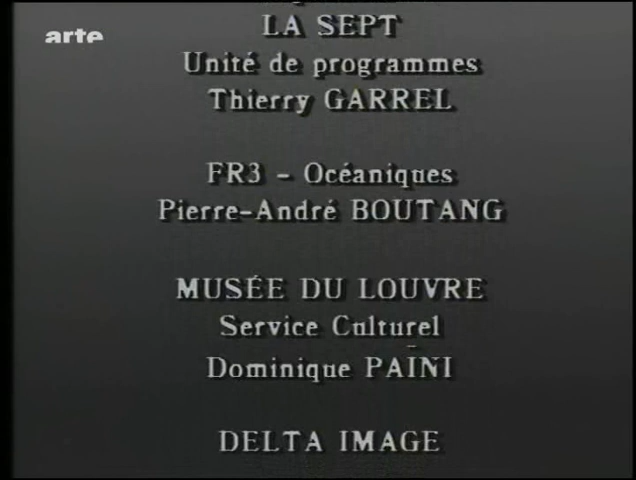 arte
LA SEPT
Unité de programmes
Thierry GARREL
FR3 - Océaniques
Pierre-André BOUTANG
MUSÉE DU LOUVRE
Service Culturel
Dominique PAÏNI
DELTA IMAGE